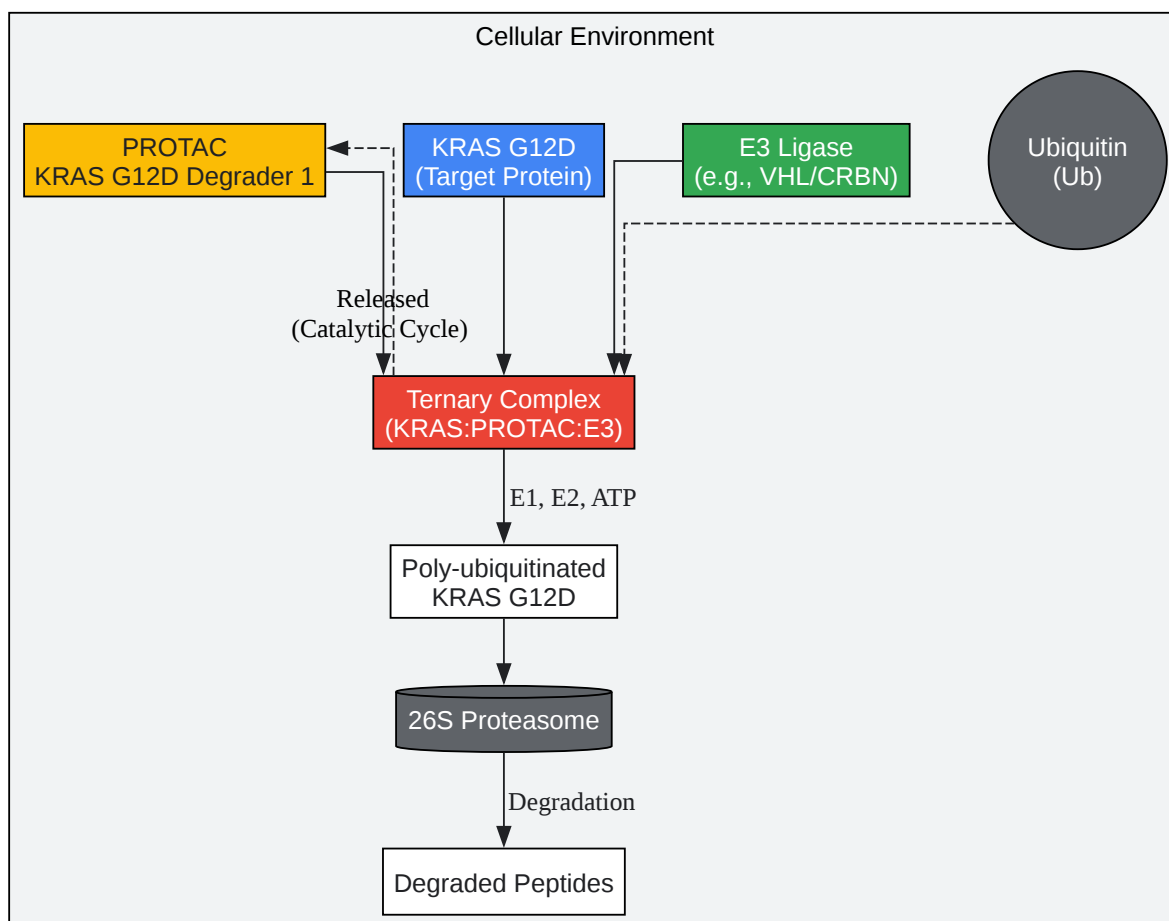 Cellular Environment
PROTAC
KRAS G12D Degrader 1
KRAS G12D
(Target Protein)
E3 Ligase
(e.g., VHL/CRBN)
Ubiquitin
(Ub)
Released
(Catalytic Cycle)
Ternary Complex
(KRAS:PROTAC:E3)
E1, E2, ATP
Poly-ubiquitinated
KRAS G12D
26S Proteasome
Degradation
Degraded Peptides